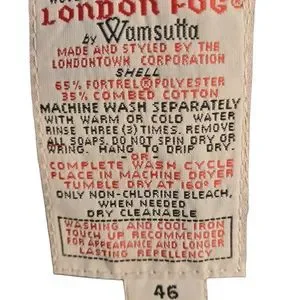 LONDON FOG®
by Wamsutta
MADE AND STYLED BY THE
LONDONTOWN CORPORATION
SHELL
65% FORTREL® POLYESTER
35% COMBED COTTON
MACHINE WASH SEPARATELY
WITH WARM OR COLD WATER
RINSE THREE (3) TIMES. REMOVE
ALL SOAPS. DO NOT SPIN DRY OR
WRING. HANG TO DRIP DRY.
-OR-
COMPLETE WASH CYCLE
PLACE IN MACHINE DRYER
TUMBLE DRY AT 160° F
ONLY NON-CHLORINE BLEACH,
WHEN NEEDED
DRY CLEANABLE
WASHING AND COOL IRON
TOUCH UP RECOMMENDED
FOR APPEARANCE AND LONGER
LASTING REPELLENCY
46